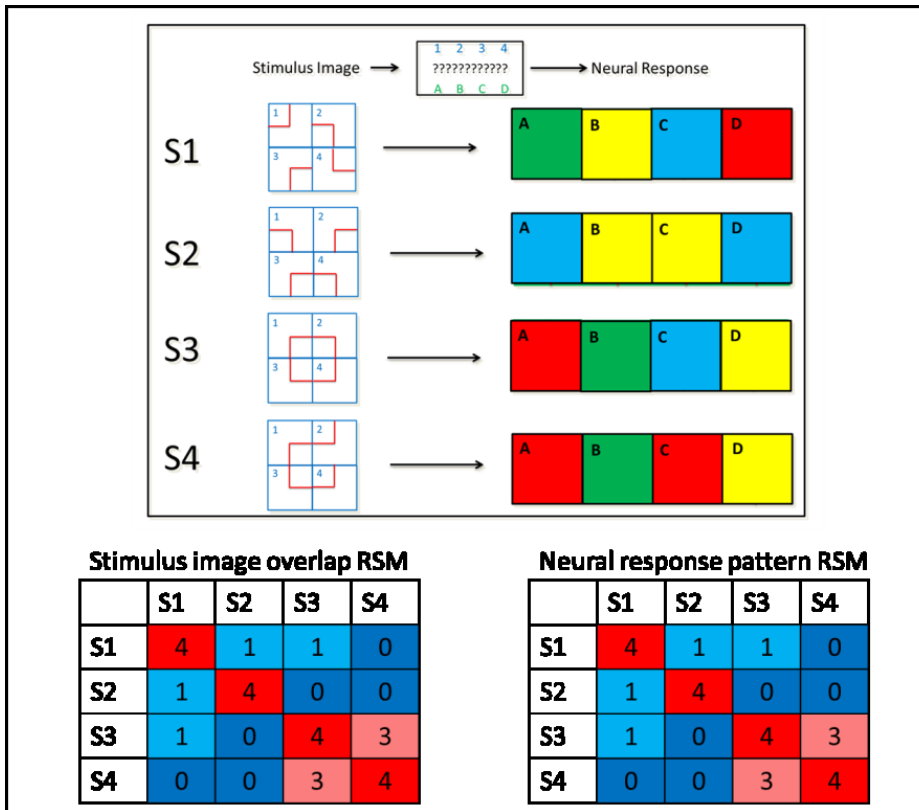 1 2 3 4
Stimulus Image ????????????? Neural Response
A B C D
S1 1 2 3 4 A B C D
S2 1 2 3 4 A B C D
S3 1 2 3 4 A B C D
S4 1 2 3 4 A B C D
Stimulus image overlap RSM
S1 S2 S3 S4
S1 4 1 1 0
S2 1 4 0 0
S3 1 0 4 3
S4 0 0 3 4
Neural response pattern RSM
S1 S2 S3 S4
S1 4 1 1 0
S2 1 4 0 0
S3 1 0 4 3
S4 0 0 3 4